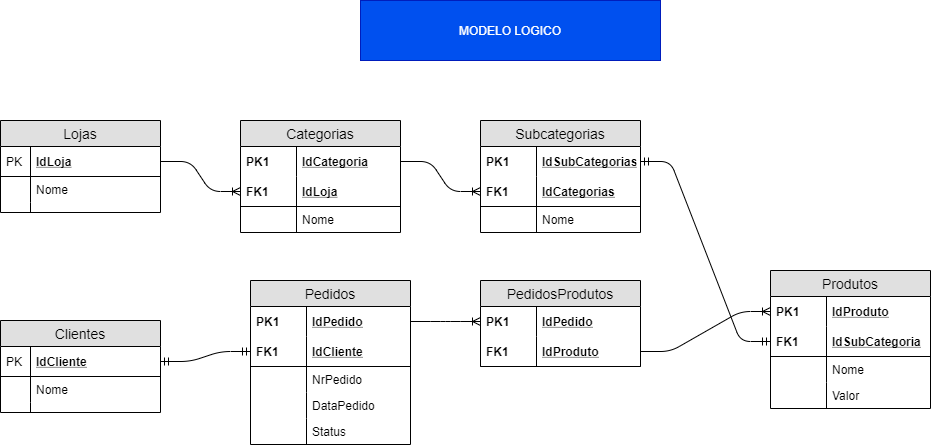 MODELO LOGICO
Lojas
PK IdLoja
Nome
Categorias
PK1 IdCategoria
FK1 IdLoja
Nome
Subcategorias
PK1 IdSubCategorias
FK1 IdCategorias
Nome
Clientes
PK IdCliente
Nome
Pedidos
PK1 IdPedido
FK1 IdCliente
NrPedido
DataPedido
Status
PedidosProdutos
PK1 IdPedido
FK1 IdProduto
Produtos
PK1 IdProduto
FK1 IdSubCategoria
Nome
Valor